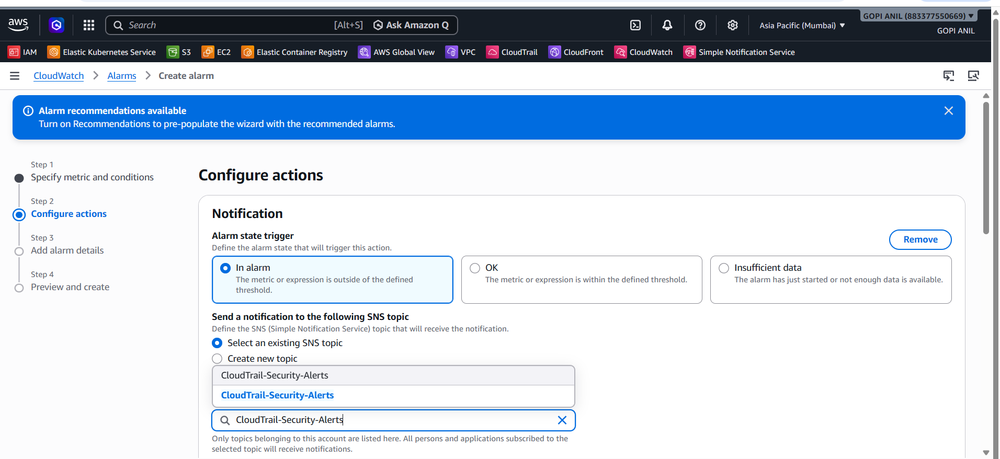 aws
Search [Alt+S] Ask Amazon Q
Asia Pacific (Mumbai) ▼
GOPI ANIL (883377550669) ▼
GOPI ANIL
IAM Elastic Kubernetes Service S3 EC2 Elastic Container Registry AWS Global View VPC CloudTrail CloudFront CloudWatch Simple Notification Service
CloudWatch > Alarms > Create alarm
Alarm recommendations available
Turn on Recommendations to pre-populate the wizard with the recommended alarms.
Step 1
Specify metric and conditions
Step 2
Configure actions
Step 3
Add alarm details
Step 4
Preview and create
Configure actions
Notification
Alarm state trigger
Define the alarm state that will trigger this action.
Remove
In alarm
The metric or expression is outside of the defined
threshold.
OK
The metric or expression is within the defined threshold.
Insufficient data
The alarm has just started or not enough data is available.
Send a notification to the following SNS topic
Define the SNS (Simple Notification Service) topic that will receive the notification.
Select an existing SNS topic
Create new topic
CloudTrail-Security-Alerts
CloudTrail-Security-Alerts
CloudTrail-Security-Alerts
Only topics belonging to this account are listed here. All persons and applications subscribed to the
selected topic will receive notifications.